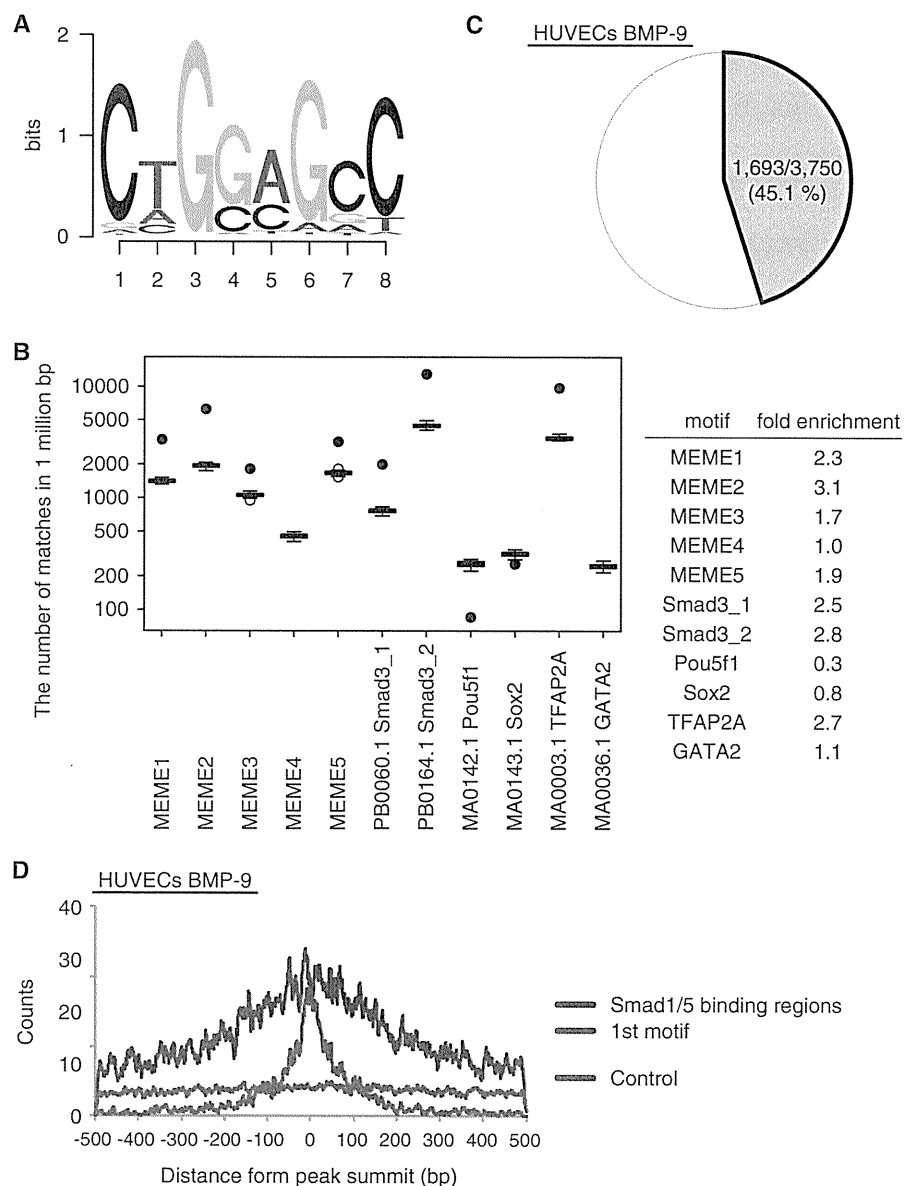 A
2
1
0
bits
C T G G A G C C
1 2 3 4 5 6 7 8
C
HUVECs BMP-9
1,693/3,750
(45.1 %)
B
The number of matches in 1 million bp
10000
5000
2000
1000
500
200
100
MEME1
MEME2
MEME3
MEME4
MEME5
PB0060.1 Smad3_1
PB0164.1 Smad3_2
MA0142.1 Pou5f1
MA0143.1 Sox2
MA0003.1 TFAP2A
MA0036.1 GATA2
motif fold enrichment
MEME1 2.3
MEME2 3.1
MEME3 1.7
MEME4 1.0
MEME5 1.9
Smad3_1 2.5
Smad3_2 2.8
Pou5f1 0.3
Sox2 0.8
TFAP2A 2.7
GATA2 1.1
D
HUVECs BMP-9
40
30
20
10
0
Counts
-500 -400 -300 -200 -100 0 100 200 300 400 500
Distance form peak summit (bp)
Smad1/5 binding regions
1st motif
Control